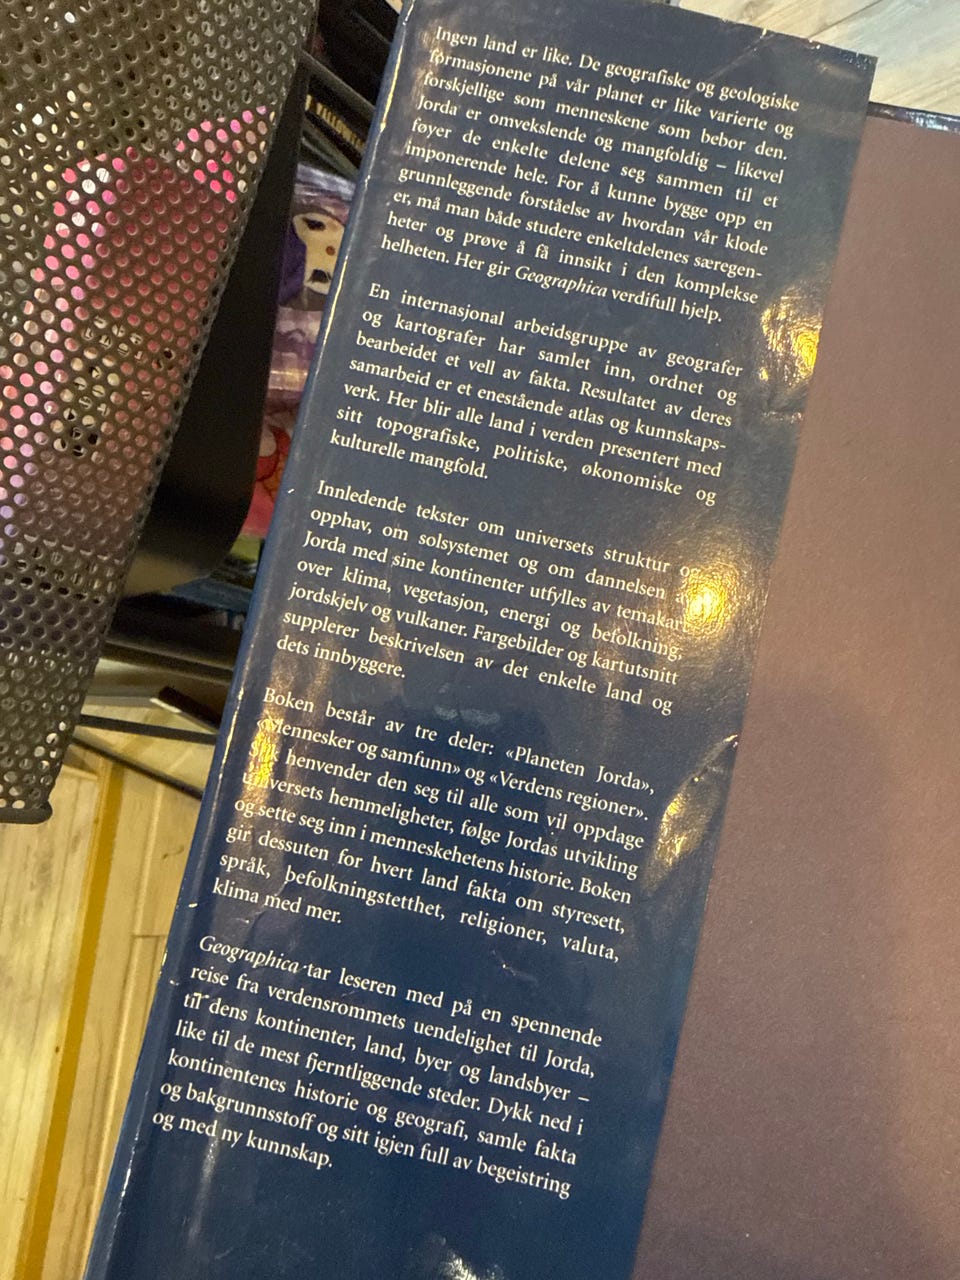 Ingen land er like. De geografiske og geologiske
formasjonene på vår planet er like varierte og
forskjellige som menneskene som bebor den.
Jorda er omvekslende og mangfoldig – likevel
føyer de enkelte delene seg sammen til et
imponerende hele. For å kunne bygge opp en
grunnleggende forståelse av hvordan vår klode
er, må man både studere enkeltdelenes særegen-
heter og prøve å få innsikt i den komplekse
helheten. Her gir Geographica verdifull hjelp.
En internasjonal arbeidsgruppe av geografer
og kartografer har samlet inn, ordnet og
bearbeidet et vell av fakta. Resultatet av deres
samarbeid er et enestående atlas og kunnskaps-
verk. Her blir alle land i verden presentert med
sitt topografiske, politiske, økonomiske og
kulturelle mangfold.
Innledende tekster om universets struktur og
opphav, om solsystemet og om dannelsen
Jorda med sine kontinenter utfylles av temakart
over klima, vegetasjon, energi og befolkning,
jordskjelv og vulkaner. Fargebilder og kartutsnitt
supplerer beskrivelsen av det enkelte land og
dets innbyggere.
Boken består av tre deler: «Planeten Jorda»,
«Mennesker og samfunn» og «Verdens regioner».
Slik henvender den seg til alle som vil oppdage
universets hemmeligheter, følge Jordas utvikling
og sette seg inn i menneskehetens historie. Boken
gir dessuten for hvert land fakta om styresett,
språk, befolkningstetthet, religioner, valuta,
klima med mer.
Geographica tar leseren med på en spennende
reise fra verdensrommets uendelighet til Jorda,
til dens kontinenter, land, byer og landsbyer –
like til de mest fjerntliggende steder. Dykk ned i
kontinentenes historie og geografi, samle fakta
og bakgrunnsstoff og sitt igjen full av begeistring
og med ny kunnskap.